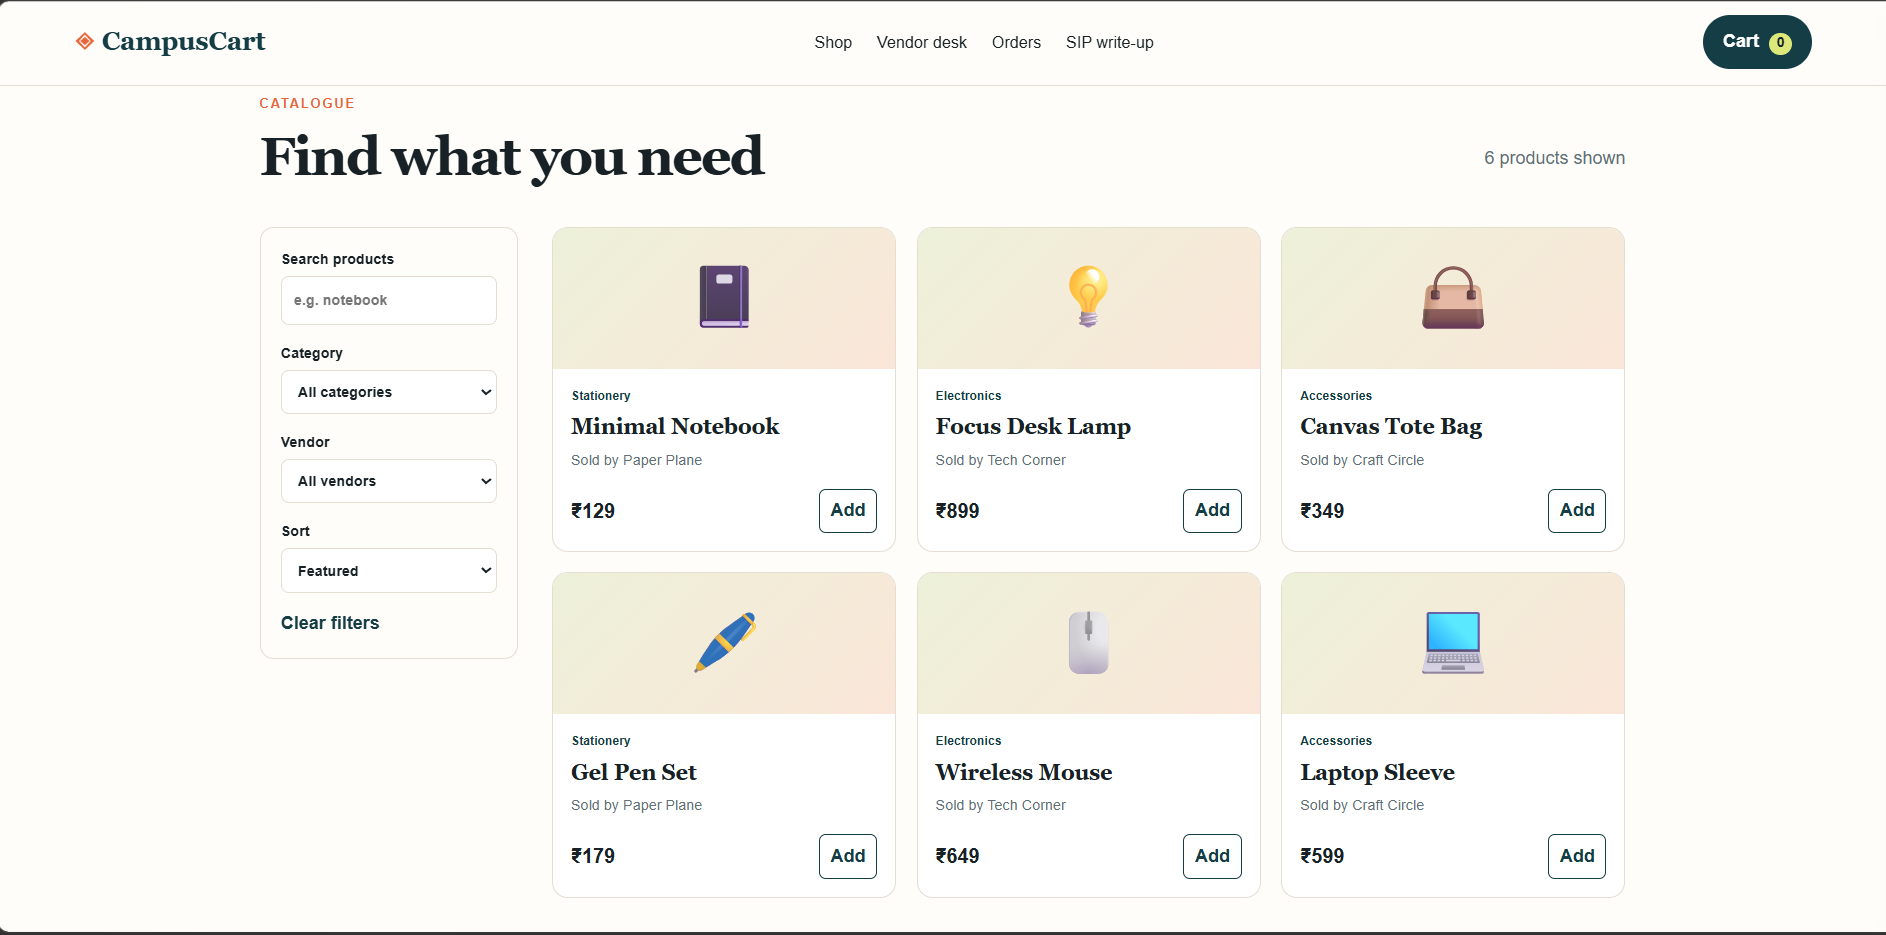 CampusCart
Shop Vendor desk Orders SIP write-up
Cart 0
CATALOGUE
Find what you need
6 products shown
Search products
e.g. notebook
Category
All categories
Vendor
All vendors
Sort
Featured
Clear filters
Stationery
Minimal Notebook
Sold by Paper Plane
₹129 Add
Electronics
Focus Desk Lamp
Sold by Tech Corner
₹899 Add
Accessories
Canvas Tote Bag
Sold by Craft Circle
₹349 Add
Stationery
Gel Pen Set
Sold by Paper Plane
₹179 Add
Electronics
Wireless Mouse
Sold by Tech Corner
₹649 Add
Accessories
Laptop Sleeve
Sold by Craft Circle
₹599 Add